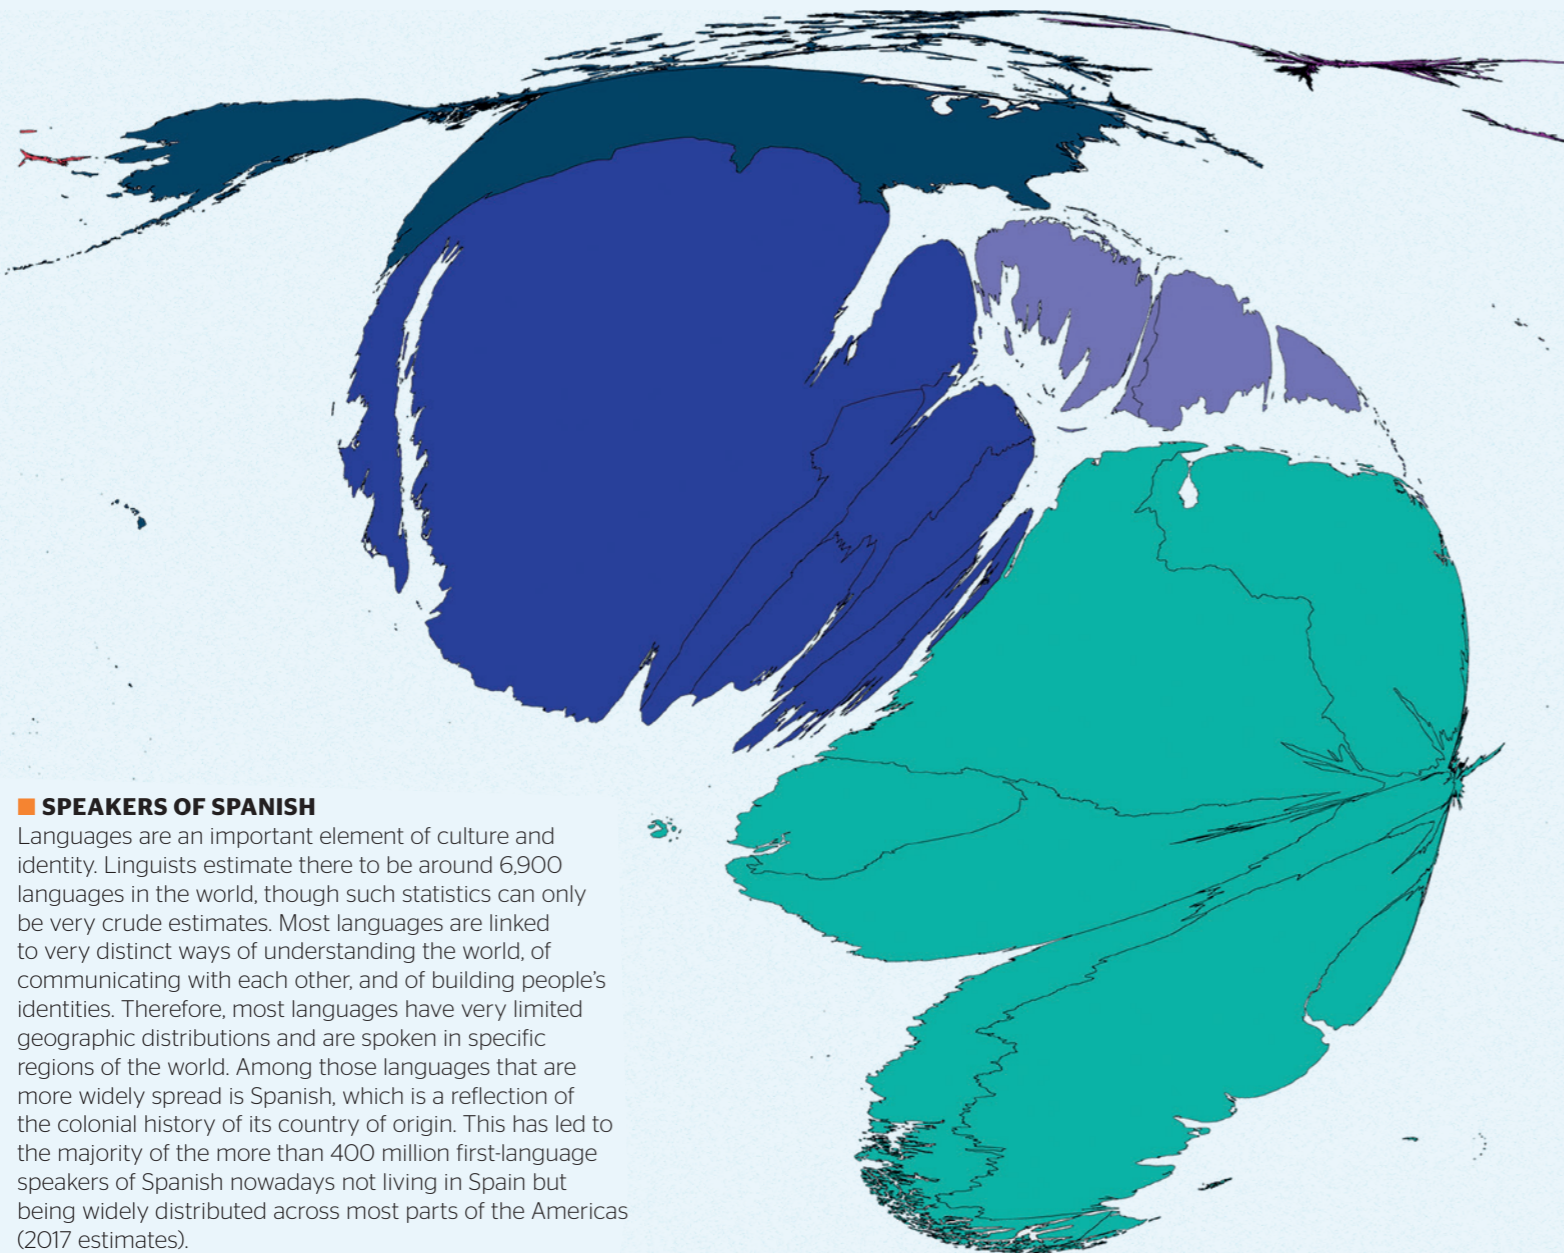 SPEAKERS OF SPANISH
Languages are an important element of culture and
identity. Linguists estimate there to be around 6,900
languages in the world, though such statistics can only
be very crude estimates. Most languages are linked
to very distinct ways of understanding the world, of
communicating with each other, and of building people’s
identities. Therefore, most languages have very limited
geographic distributions and are spoken in specific
regions of the world. Among those languages that are
more widely spread is Spanish, which is a reflection of
the colonial history of its country of origin. This has led to
the majority of the more than 400 million first-language
speakers of Spanish nowadays not living in Spain but
being widely distributed across most parts of the Americas
(2017 estimates).